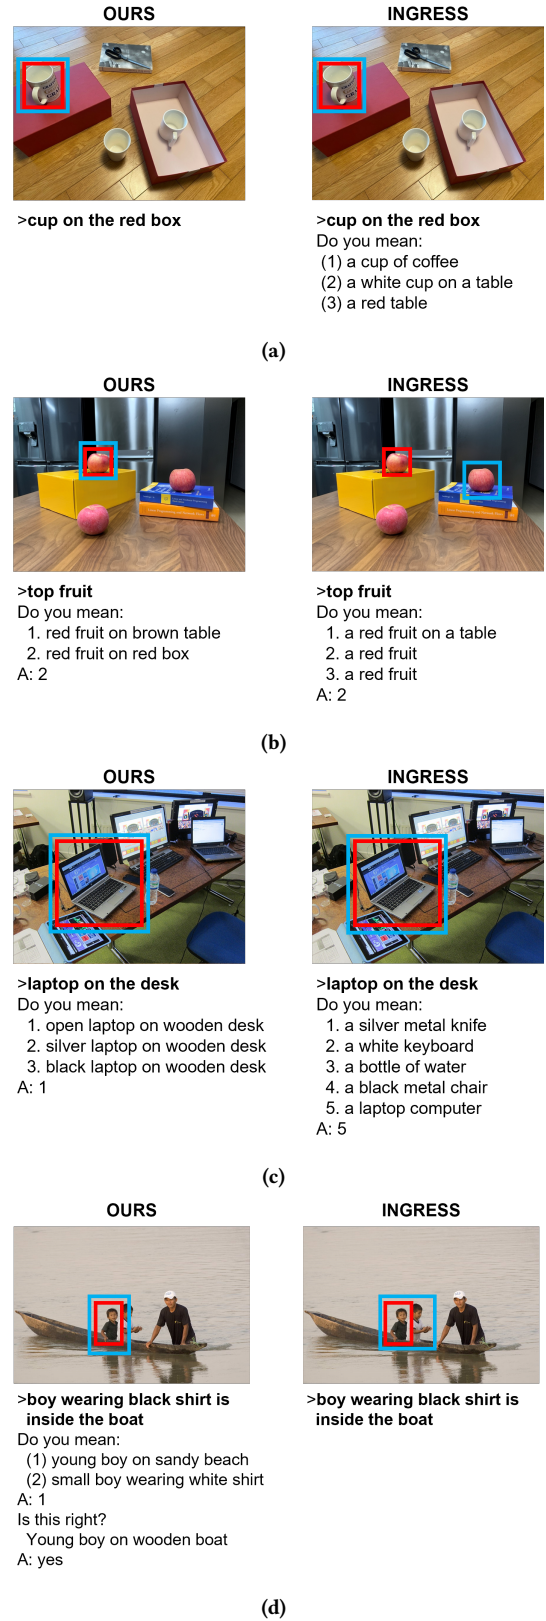 OURS
INGRESS
>cup on the red box
>cup on the red box
Do you mean:
(1) a cup of coffee
(2) a white cup on a table
(3) a red table
(a)
OURS
INGRESS
>top fruit
Do you mean:
1. red fruit on brown table
2. red fruit on red box
A: 2
>top fruit
Do you mean:
1. a red fruit on a table
2. a red fruit
3. a red fruit
A: 2
(b)
OURS
INGRESS
>laptop on the desk
Do you mean:
1. open laptop on wooden desk
2. silver laptop on wooden desk
3. black laptop on wooden desk
A: 1
>laptop on the desk
Do you mean:
1. a silver metal knife
2. a white keyboard
3. a bottle of water
4. a black metal chair
5. a laptop computer
A: 5
(c)
OURS
INGRESS
>boy wearing black shirt is
inside the boat
Do you mean:
(1) young boy on sandy beach
(2) small boy wearing white shirt
A: 1
Is this right?
Young boy on wooden boat
A: yes
>boy wearing black shirt is
inside the boat
(d)